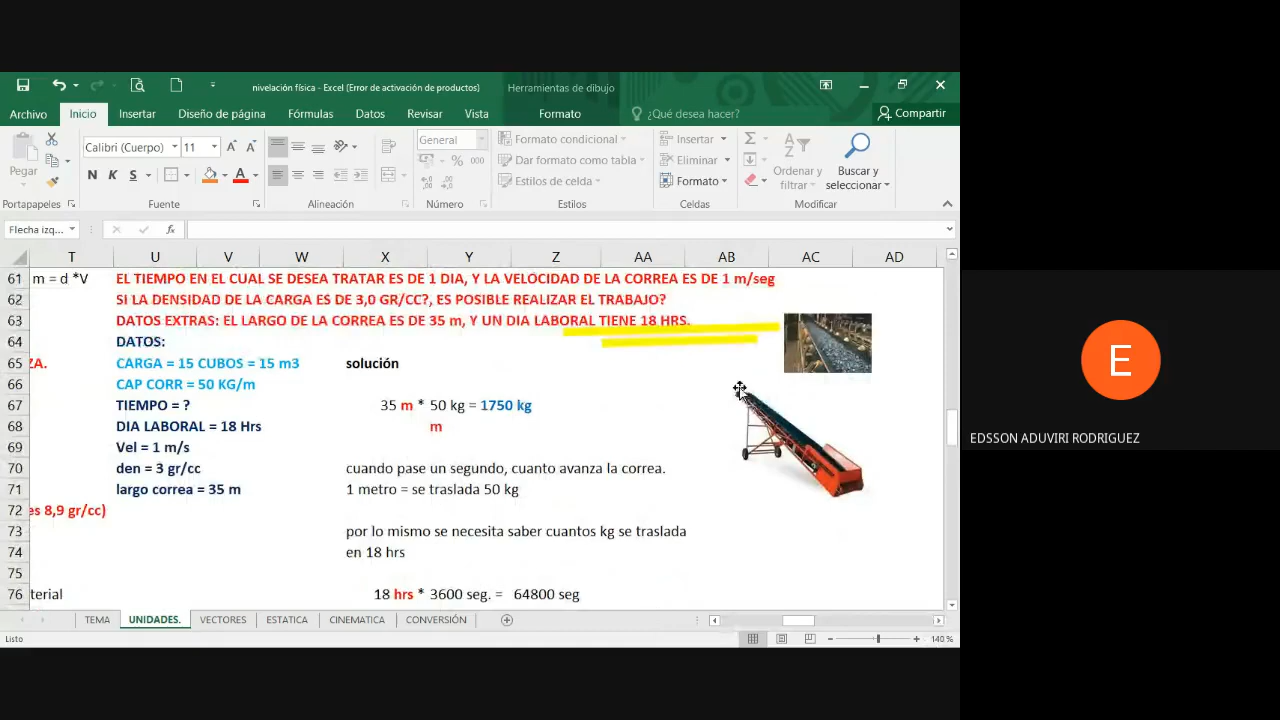 nivelación física - Excel (Error de activación de productos)
Herramientas de dibujo
Archivo
Inicio
Insertar
Diseño de página
Fórmulas
Datos
Revisar
Vista
Formato
¿Qué desea hacer?
Compartir
Pegar
Calibri (Cuerpo)
11
N K S
General
% 000
Formato condicional
Dar formato como tabla
Estilos de celda
Insertar
Eliminar
Formato
Ordenar y filtrar
Buscar y seleccionar
Portapapeles
Fuente
Alineación
Número
Estilos
Celdas
Modificar
Flecha izq...
fx
T U V W X Y Z AA AB AC AD
61 m = d *V EL TIEMPO EN EL CUAL SE DESEA TRATAR ES DE 1 DIA, Y LA VELOCIDAD DE LA CORREA ES DE 1 m/seg
62 SI LA DENSIDAD DE LA CARGA ES DE 3,0 GR/CC?, ES POSIBLE REALIZAR EL TRABAJO?
63 DATOS EXTRAS: EL LARGO DE LA CORREA ES DE 35 m, Y UN DIA LABORAL TIENE 18 HRS.
64 DATOS:
65 ZA. CARGA = 15 CUBOS = 15 m3 solución
66 CAP CORR = 50 KG/m
67 TIEMPO = ? 35 m * 50 kg = 1750 kg
68 DIA LABORAL = 18 Hrs m
69 Vel = 1 m/s
70 den = 3 gr/cc cuando pase un segundo, cuanto avanza la correa.
71 largo correa = 35 m 1 metro = se traslada 50 kg
72 es 8,9 gr/cc)
73 por lo mismo se necesita saber cuantos kg se traslada
74 en 18 hrs
75
76 terial 18 hrs * 3600 seg. = 64800 seg
TEMA
UNIDADES.
VECTORES
ESTATICA
CINEMATICA
CONVERSIÓN
Listo
140 %
E
EDSSON ADUVIRI RODRIGUEZ